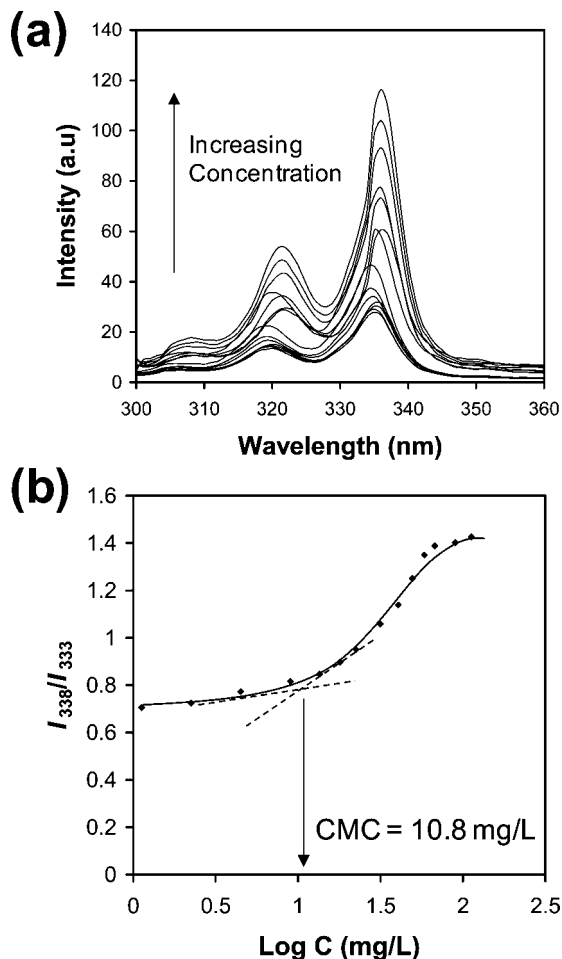 (a)
140
120
100
80
60
40
20
0
Intensity (a.u)
Increasing
Concentration
300 310 320 330 340 350 360
Wavelength (nm)
(b)
1.6
1.4
1.2
1
0.8
0.6
0.4
0.2
0
I338/I333
CMC = 10.8 mg/L
0 0.5 1 1.5 2 2.5
Log C (mg/L)